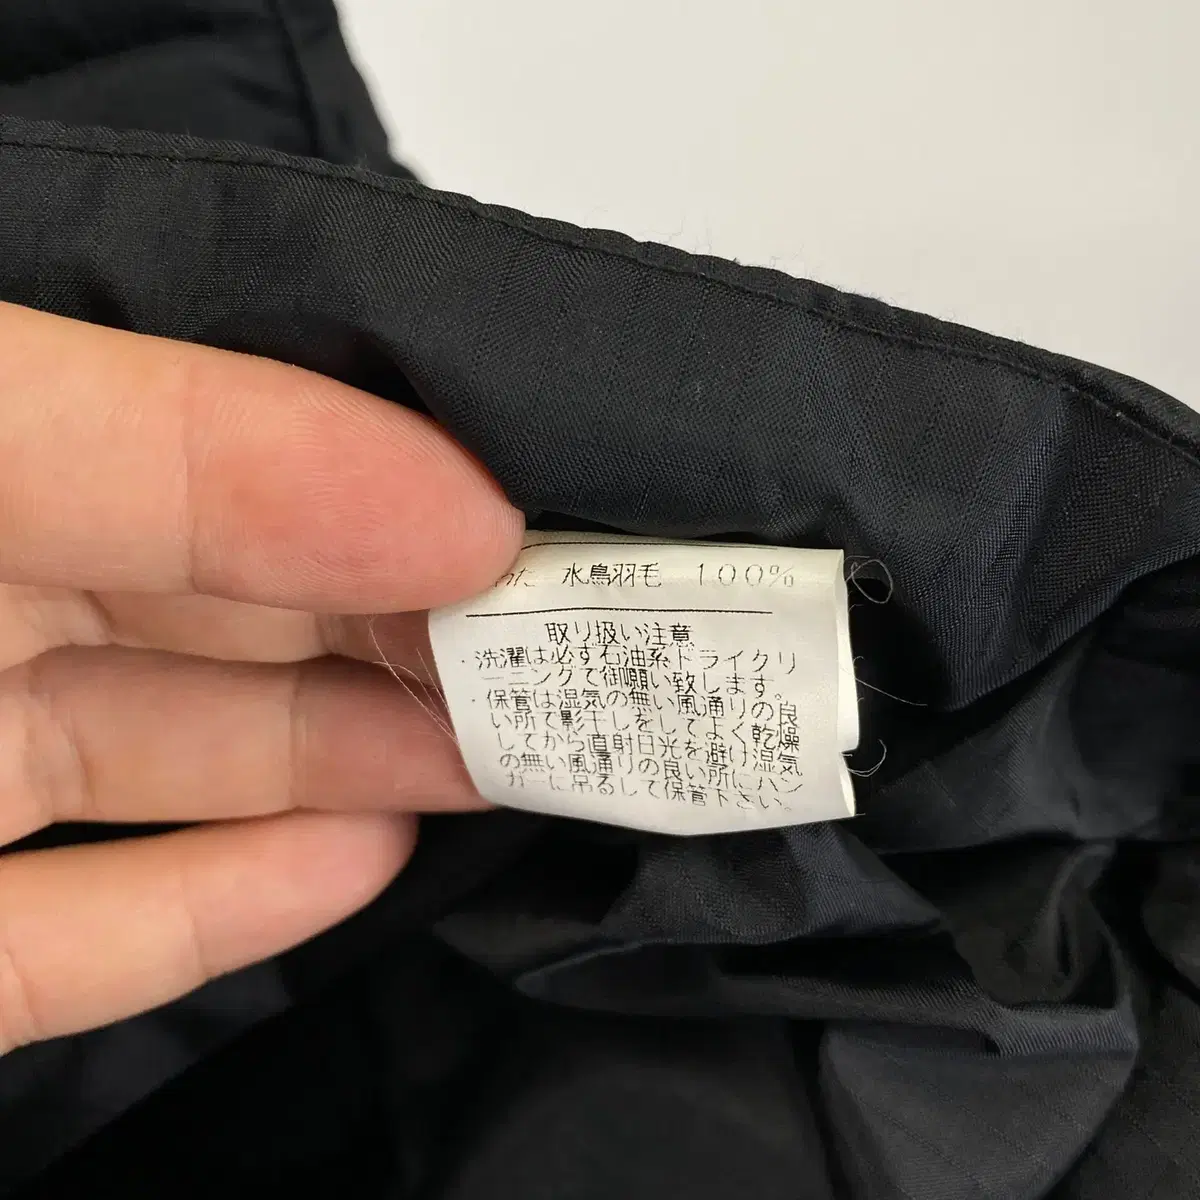 わた 水鳥羽毛 100%
取り扱い注意
・洗濯は必ず石油系ドライクリ
ーニングで御願い致します。
・保管は湿気の無い風通りの良
い所で影干しをしてよく乾燥
してから直射日光を避け湿気
の無い風通りの良い所にハン
ガーに吊るして保管下さい。